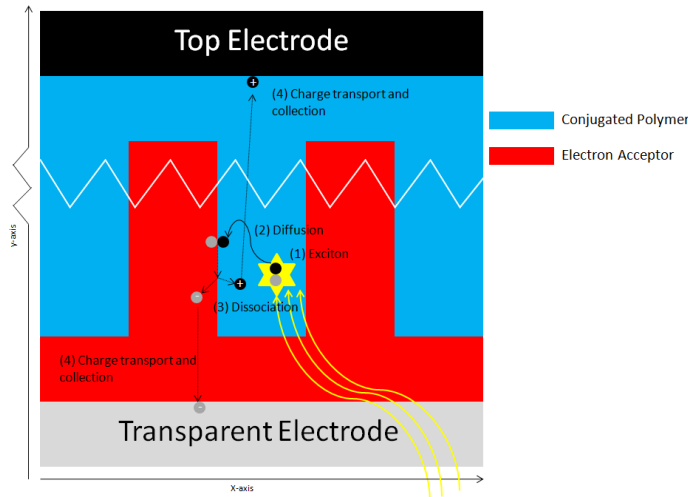 Top Electrode
+
(4) Charge transport and
collection
Conjugated Polymer
Electron Acceptor
y-axis
(2) Diffusion
(1) Exciton
+
-
(3) Dissociation
(4) Charge transport and
collection
-
Transparent Electrode
X-axis